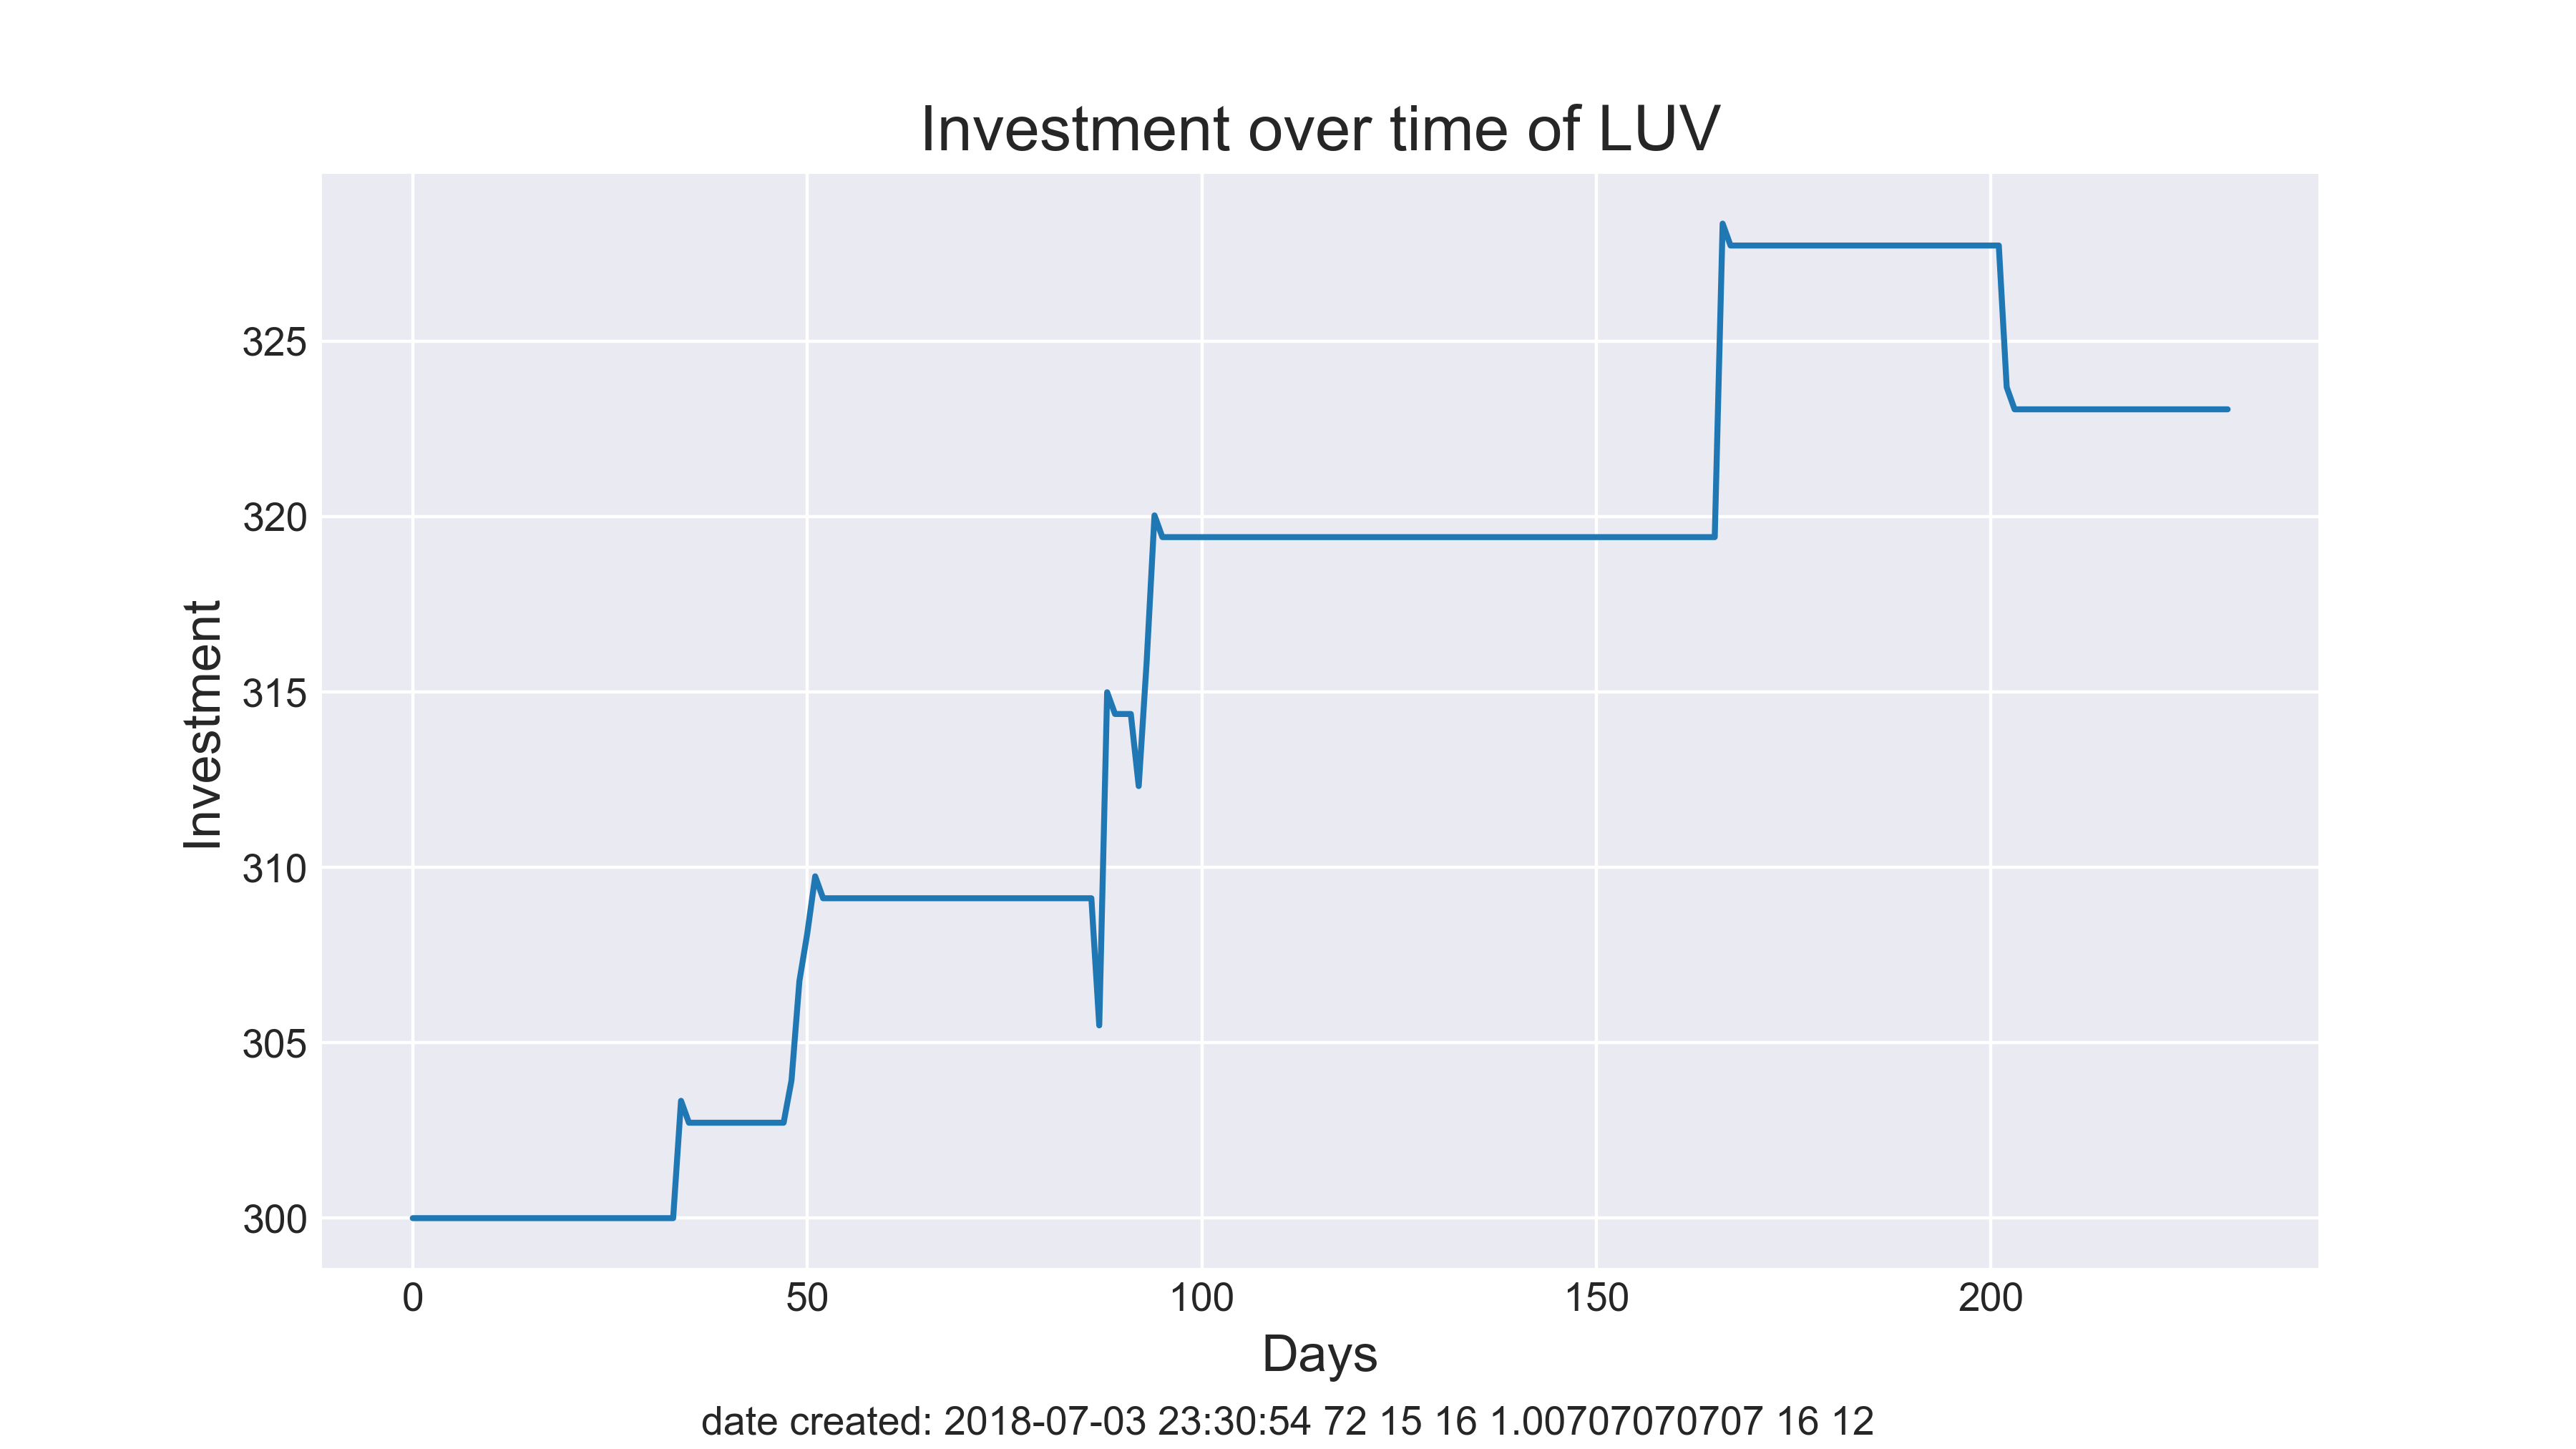 Investment over time of LUV
Investment
325
320
315
310
305
300
0 50 100 150 200
Days
date created: 2018-07-03 23:30:54 72 15 16 1.00707070707 16 12